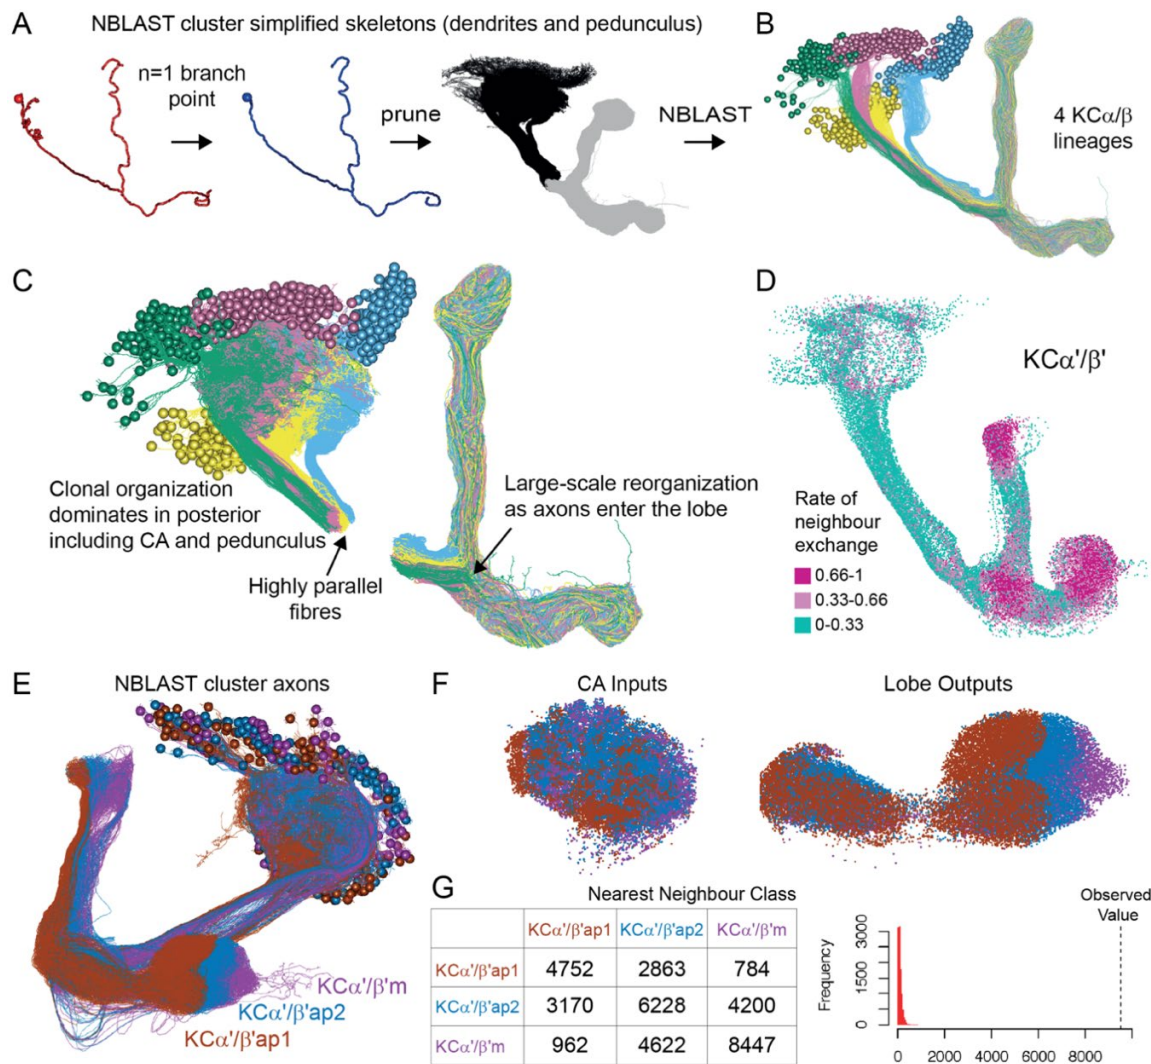 A
NBLAST cluster simplified skeletons (dendrites and pedunculus)
n=1 branch
point
prune
NBLAST
B
4 KCα/β
lineages
C
Clonal organization
dominates in posterior
including CA and pedunculus
Highly parallel
fibres
Large-scale reorganization
as axons enter the lobe
D
KCα'/β'
Rate of
neighbour
exchange
0.66-1
0.33-0.66
0-0.33
E
NBLAST cluster axons
KCα'/β'm
KCα'/β'ap2
KCα'/β'ap1
F
CA Inputs
Lobe Outputs
G
Nearest Neighbour Class
KCα'/β'ap1 KCα'/β'ap2 KCα'/β'm
KCα'/β'ap1 4752 2863 784
KCα'/β'ap2 3170 6228 4200
KCα'/β'm 962 4622 8447
Observed
Value
Frequency
3000
1500
0
0 2000 4000 6000 8000